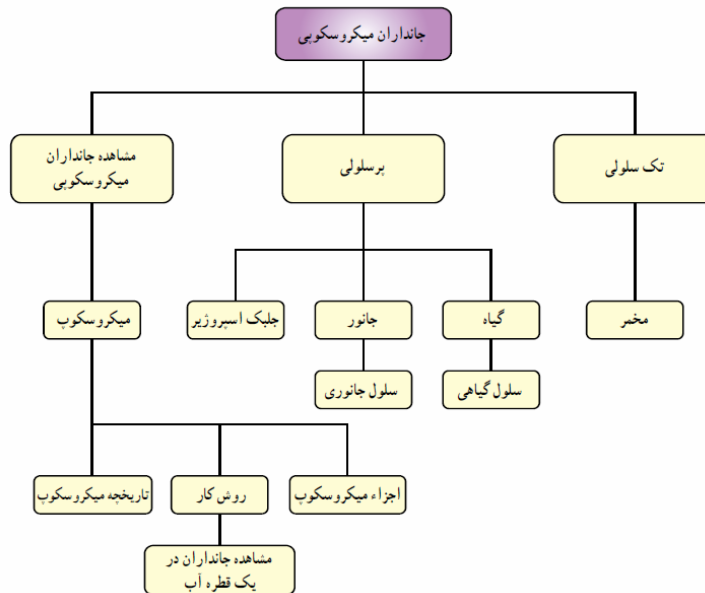 جانداران میکروسکوپی
تک سلولی
پرسلولی
مشاهده جانداران
میکروسکوپی
مخمر
گیاه
جانور
جلبک اسپروژیر
میکروسکوپ
سلول گیاهی
سلول جانوری
اجزاء میکروسکوپ
روش کار
تاریخچه میکروسکوپ
مشاهده جانداران در
یک قطره آب